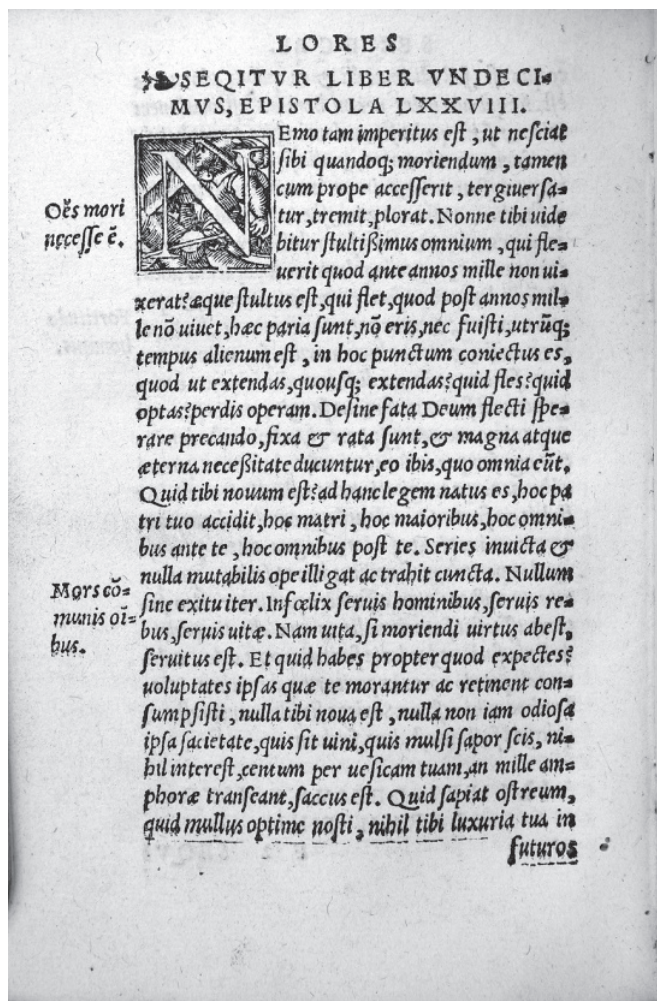 LORES
SEQITVR LIBER VNDECI-
MVS, EPISTOLA LXXVIII.
NEmo tam imperitus est, ut nesciat
sibi quandoq; moriendum, tamen
cum prope accesserit, tergiuersa-
tur, tremit, plorat. Nonne tibi uide
bitur stultißimus omnium, qui fle-
uerit quod ante annos mille non ui-
xerat? æque stultus est, qui flet, quod post annos mil-
le nõ uiuet, hæc paria sunt, nõ eris, nec fuisti, utrũq;
tempus alienum est, in hoc punctum coniectus es,
quod ut extendas, quousq; extendas? quid fles? quid
optas? perdis operam. Desine fata Deum flecti spe-
rare precando, fixa & rata sunt, & magna atque
æterna neceßitate ducuntur, eo ibis, quo omnia eũt.
Quid tibi nouum est? ad hanc legem natus es, hoc pa
tri tuo accidit, hoc matri, hoc maioribus, hoc omni-
bus ante te, hoc omnibus post te. Series inuicta &
nulla mutabilis ope illigat ac trahit cuncta. Nullum
sine exitu iter. Infœlix seruis hominibus, seruis re-
bus, seruis uitæ. Nam uita, si moriendi virtus abest,
seruitus est. Et quid habes propter quod expectes?
voluptates ipsas quæ te morantur ac retinent con-
sumpsisti, nulla tibi noua est, nulla non iam odiosa
ipsa sacietate, quis sit uini, quis mulsi sapor scis, ni-
hil interest, centum per uesicam tuam, an mille am-
phoræ transeant, saccus est. Quid sapiat ostreum,
quid mullus optime nosti, nihil tibi luxuria tua in
futuros
Oẽs mori
necesse ẽ.
Mors cõ-
munis oĩ-
bus.